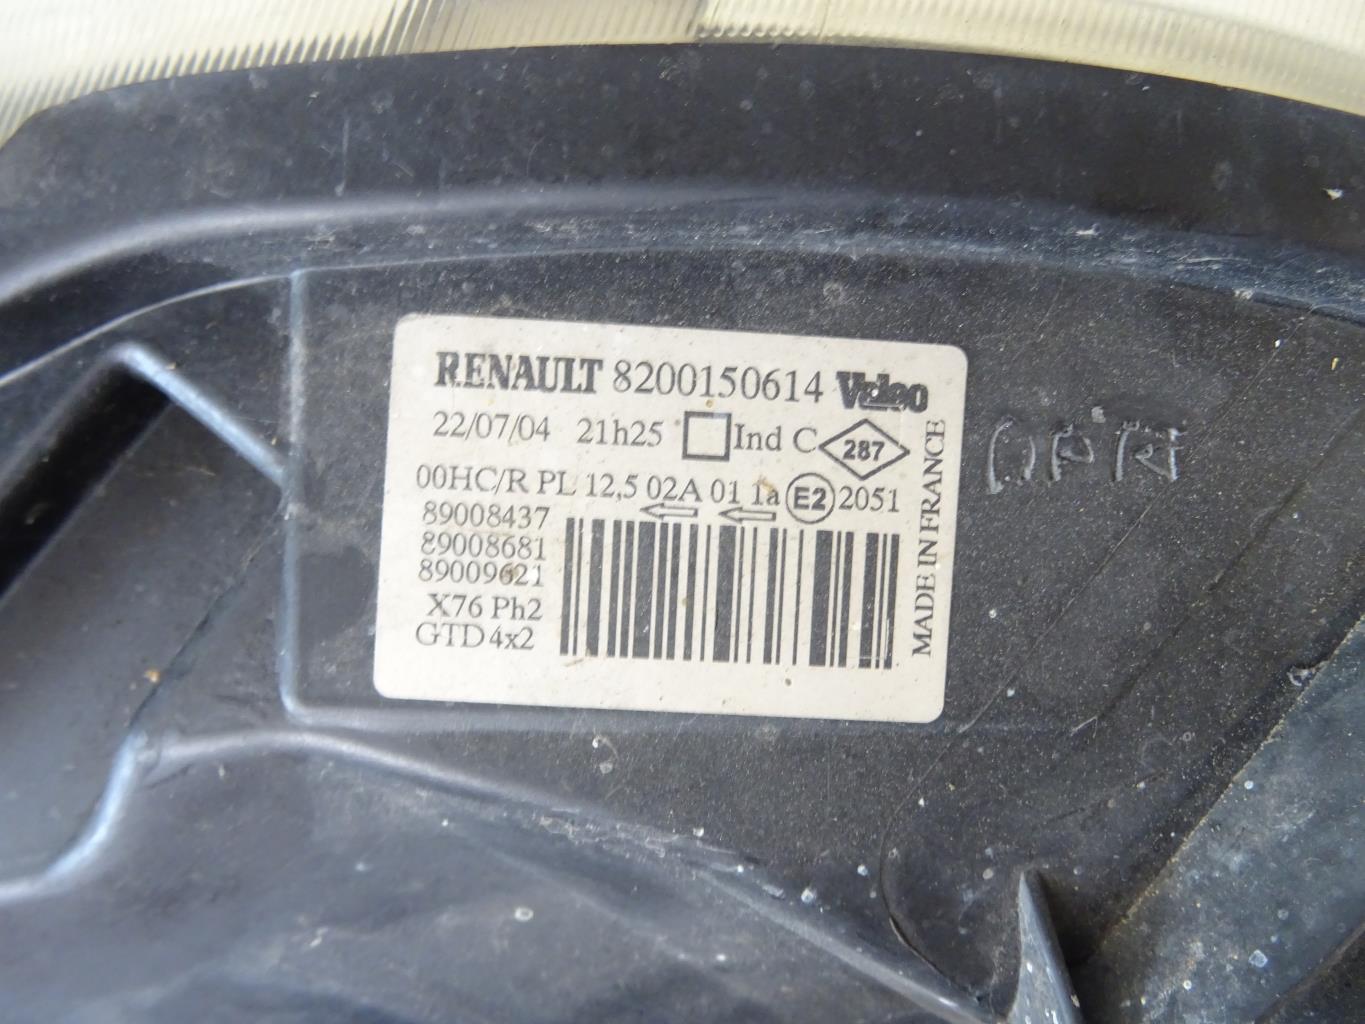 RENAULT 8200150614 Valeo
22/07/04 21h25 Ind C 287
00HC/R PL 12,5 02A 01 1a E2 2051
89008437
89008681
89009621
X76 Ph2
GTD 4x2
MADE IN FRANCE